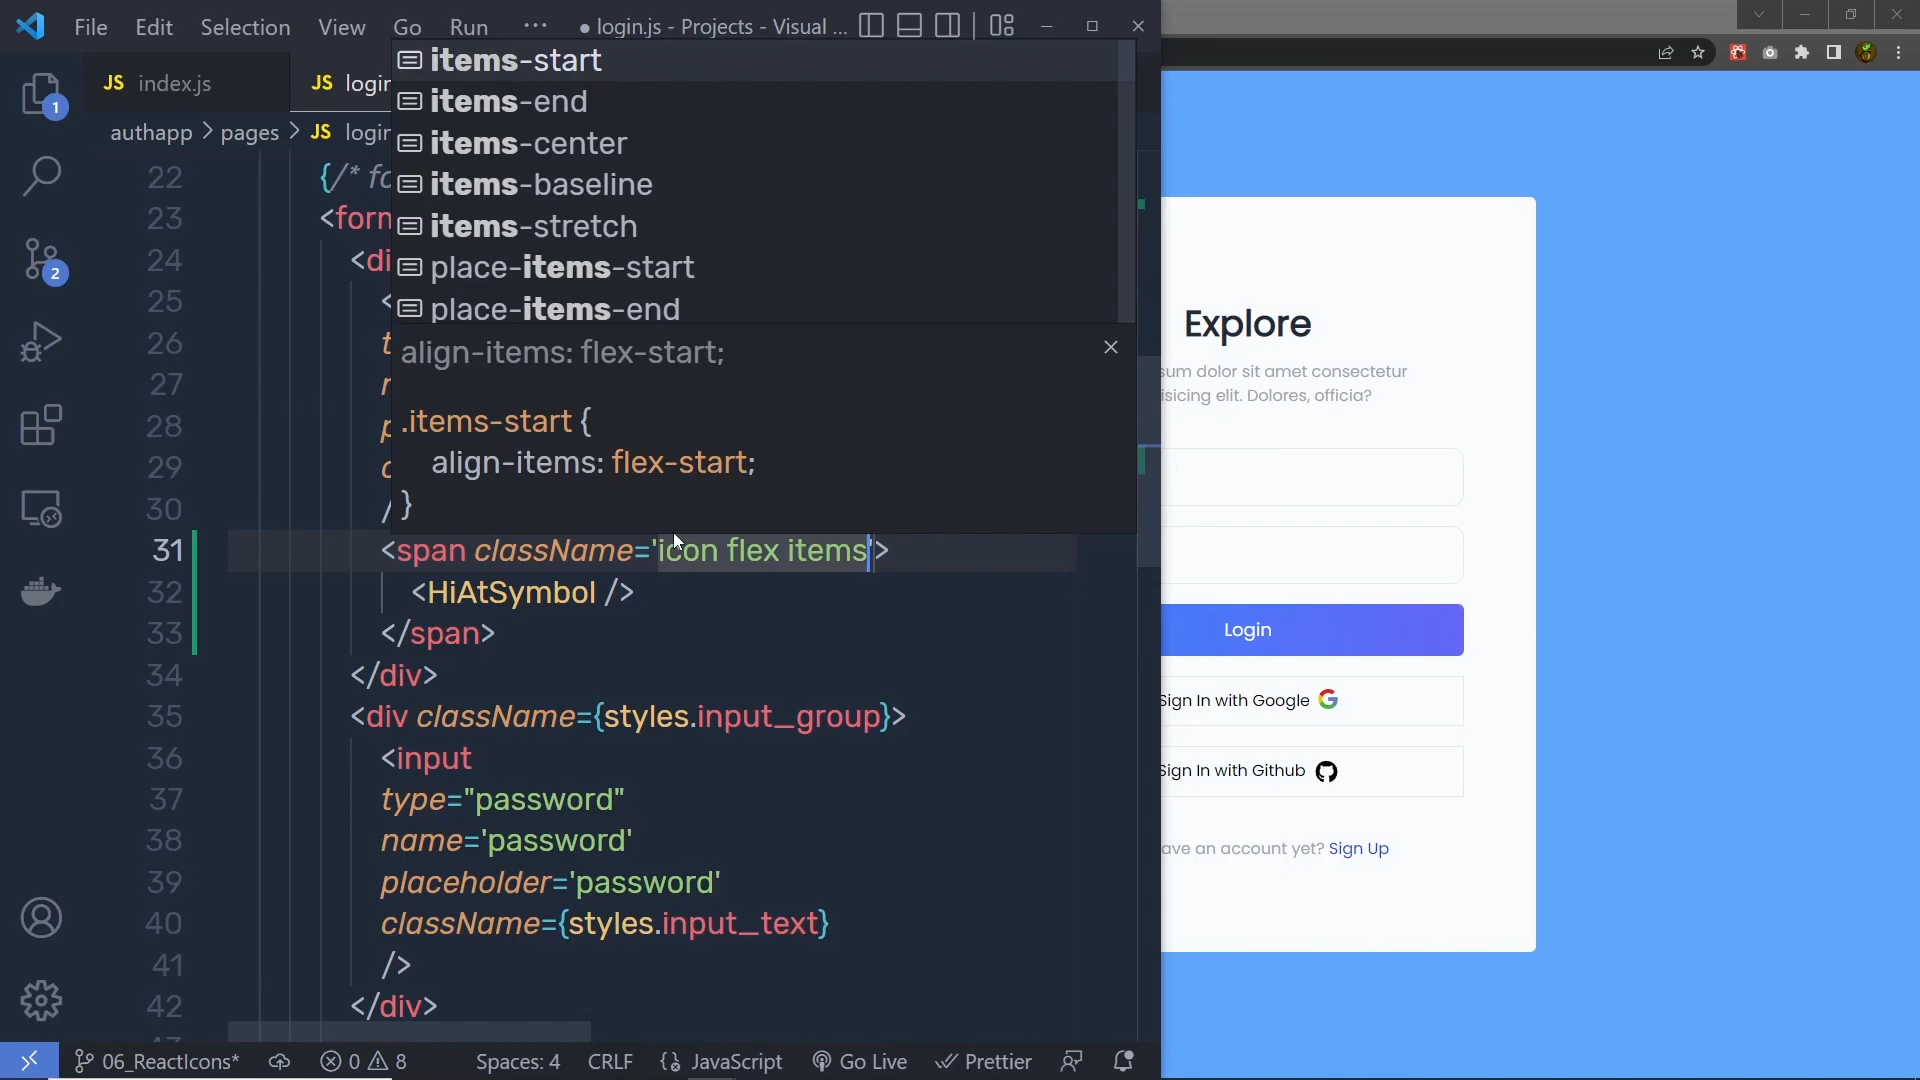 File Edit Selection View Go Run ··· ● login.js - Projects - Visual ...
JS index.js
JS login
authapp > pages > JS login
items-start
items-end
items-center
items-baseline
items-stretch
place-items-start
place-items-end
align-items: flex-start;
.items-start {
align-items: flex-start;
}
1
2
22 {/* fo
23 <form
24 <di
25 <
26 t
27 n
28 p
29 c
30 /
31 <span className='icon flex items'>
32 <HiAtSymbol />
33 </span>
34 </div>
35 <div className={styles.input_group}>
36 <input
37 type="password"
38 name='password'
39 placeholder='password'
40 className={styles.input_text}
41 />
42 </div>
06_ReactIcons* 0 8 Spaces: 4 CRLF JavaScript Go Live Prettier
Explore
sum dolor sit amet consectetur
isicing elit. Dolores, officia?
Login
Sign In with Google
Sign In with Github
ave an account yet? Sign Up